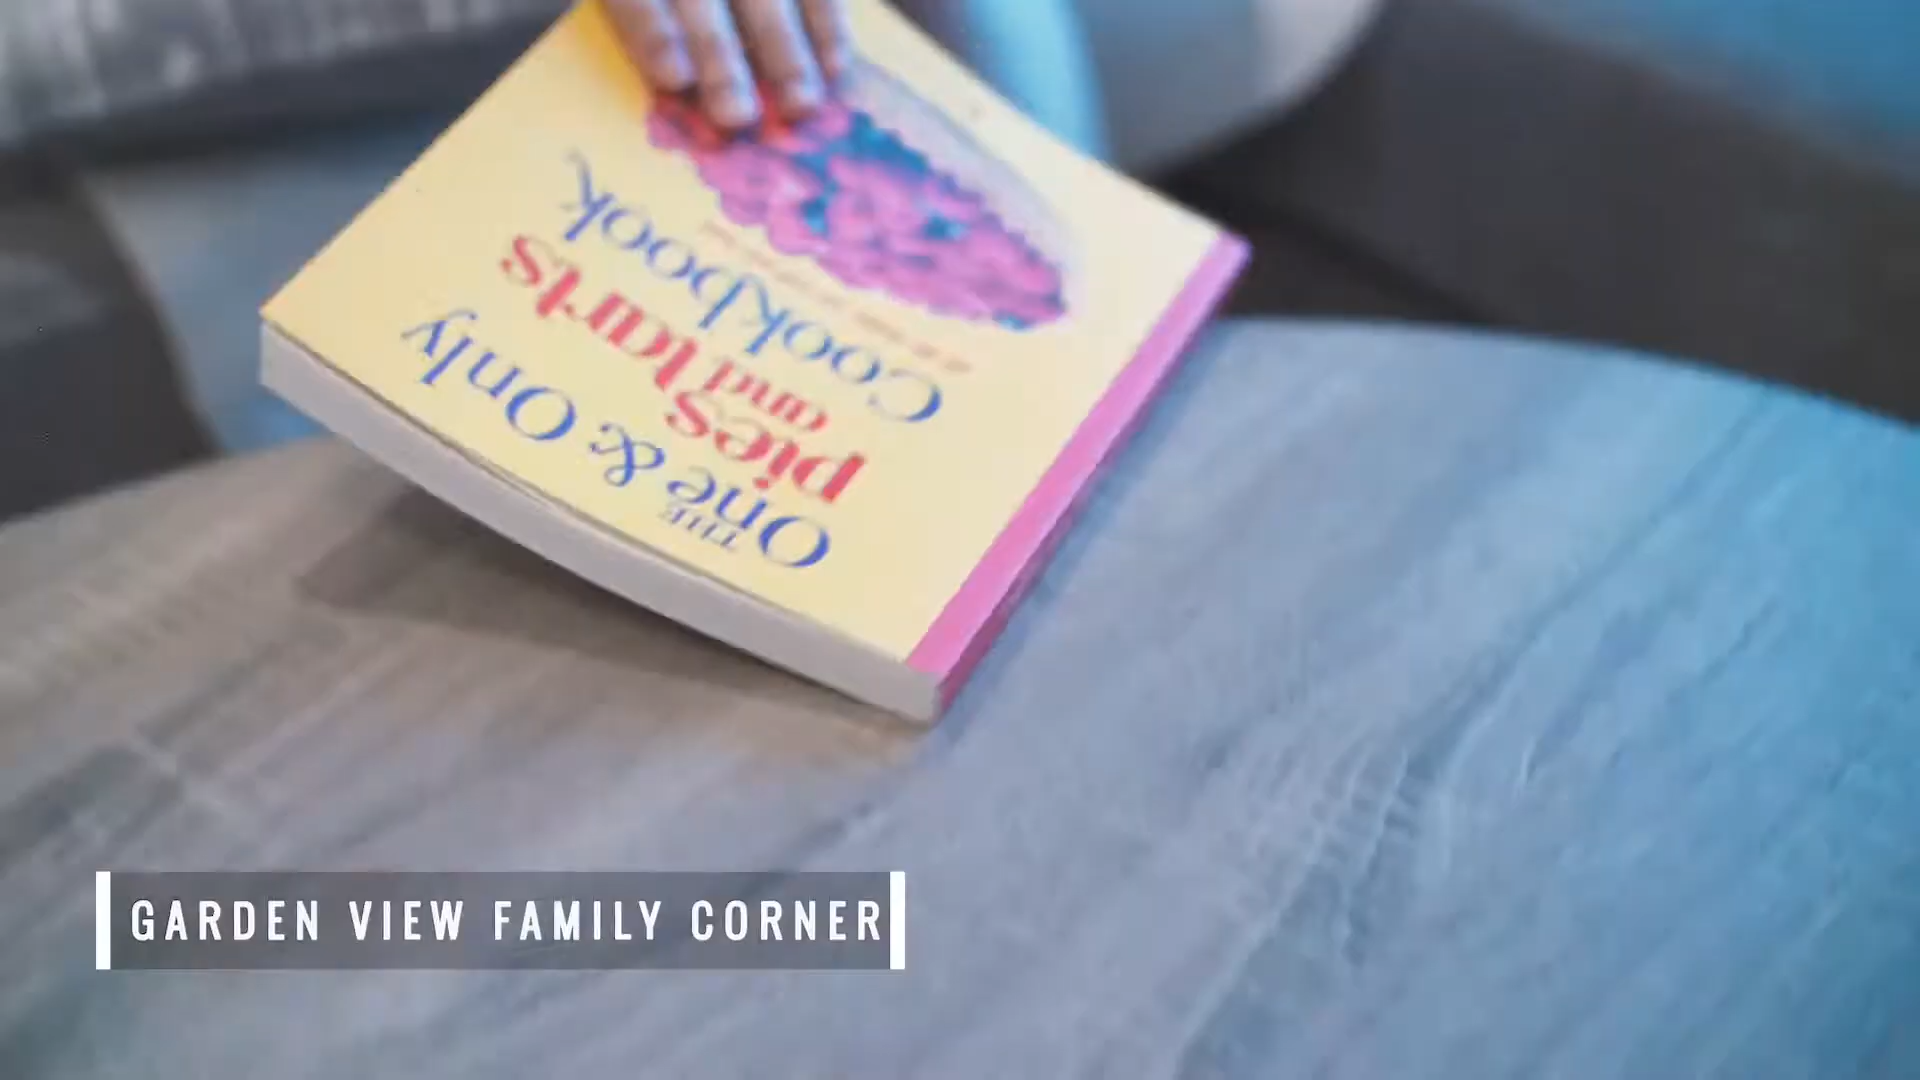 THE
One & Only
pies
and tarts
Cookbook
GARDEN VIEW FAMILY CORNER